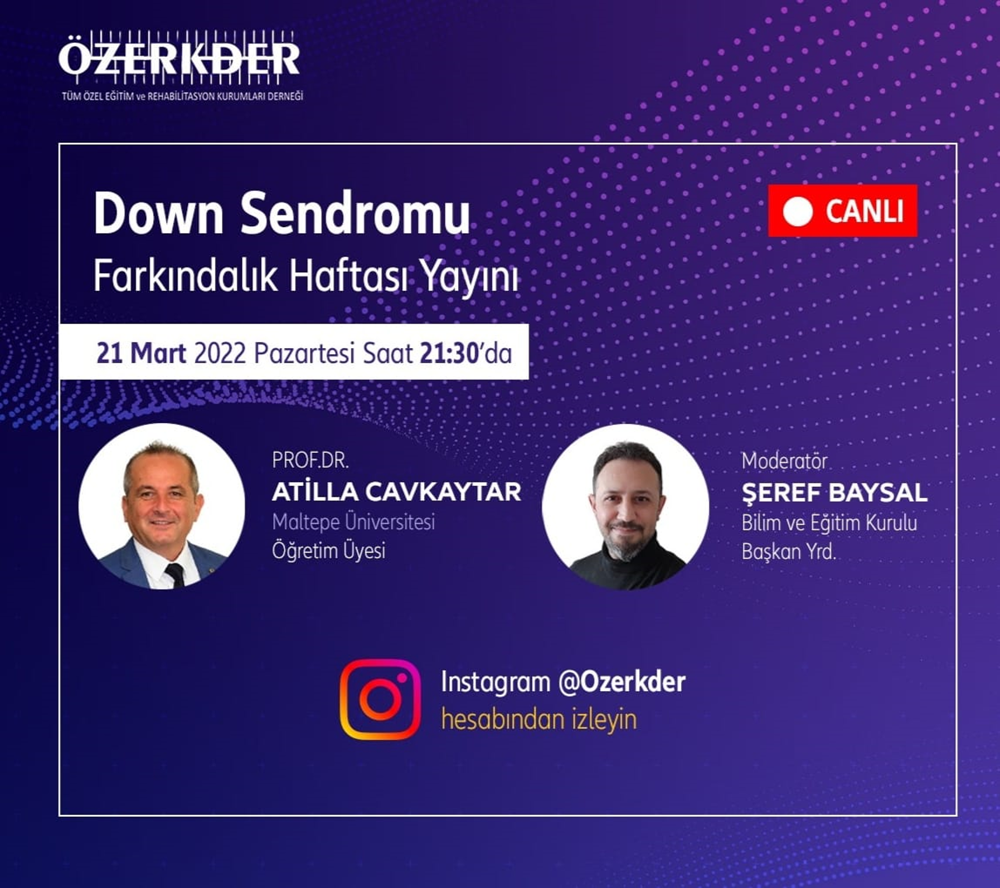 ÖZERKDER
TÜM ÖZEL EĞİTİM ve REHABİLİTASYON KURUMLARI DERNEĞİ
Down Sendromu
CANLI
Farkındalık Haftası Yayını
21 Mart 2022 Pazartesi Saat 21:30’da
PROF.DR.
ATİLLA CAVKAYTAR
Maltepe Üniversitesi
Öğretim Üyesi
Moderatör
ŞEREF BAYSAL
Bilim ve Eğitim Kurulu
Başkan Yrd.
Instagram @Ozerkder
hesabından izleyin